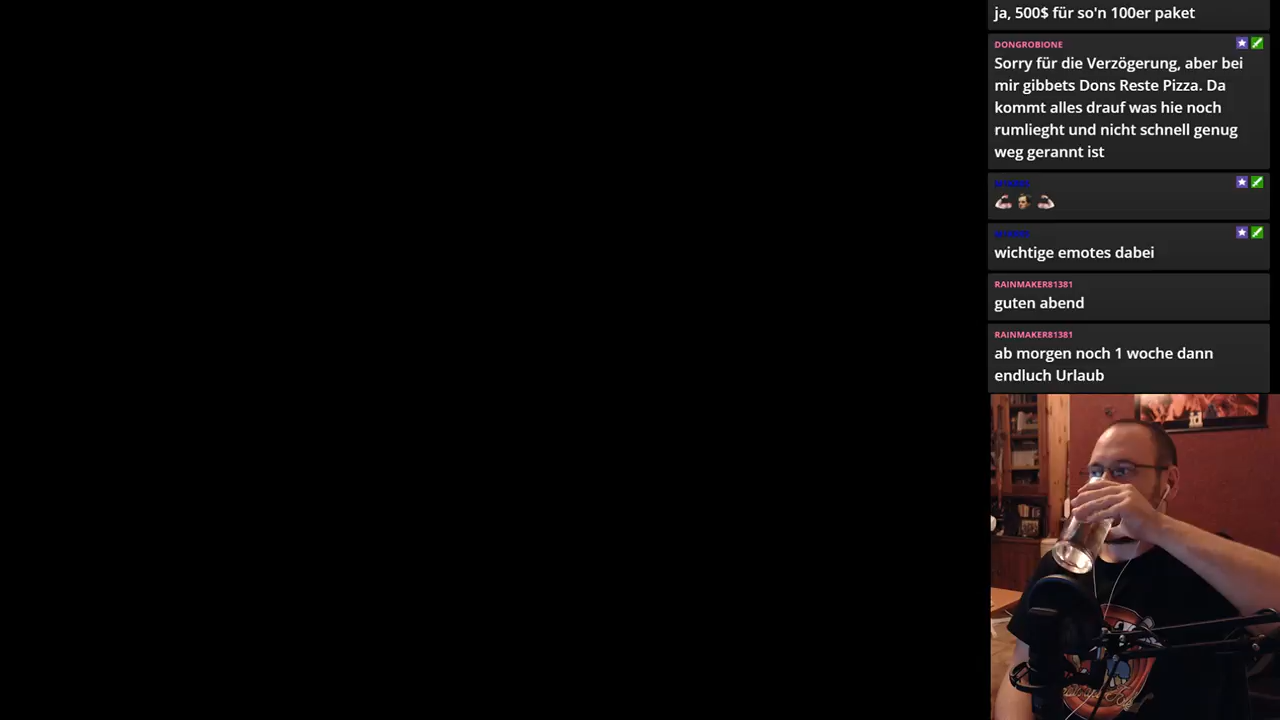 ja, 500$ für so'n 100er paket
DONGROBIONE
Sorry für die Verzögerung, aber bei
mir gibbets Dons Reste Pizza. Da
kommt alles drauf was hie noch
rumlieght und nicht schnell genug
weg gerannt ist
wichtige emotes dabei
RAINMAKER81381
guten abend
RAINMAKER81381
ab morgen noch 1 woche dann
endluch Urlaub